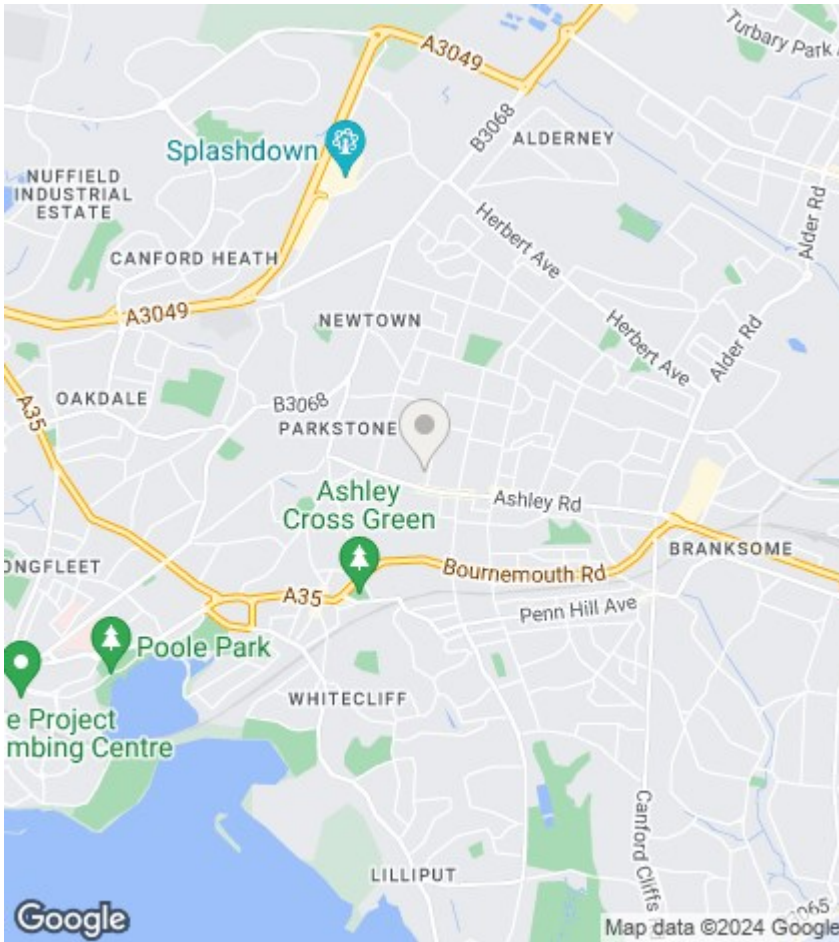 Turbary Park
A3049
B3068
ALDERNEY
Splashdown
NUFFIELD
INDUSTRIAL
ESTATE
Alder Rd
Herbert Ave
CANFORD HEATH
A3049
NEWTOWN
Herbert Ave
Alder Rd
OAKDALE
B3068
A35
PARKSTONE
Ashley
Cross Green
Ashley Rd
BRANKSOME
ONGFLEET
Bournemouth Rd
A35
Penn Hill Ave
Poole Park
WHITECLIFF
e Project
mbing Centre
Canford Cliffs
LILLIPUT
3065
Google
Map data ©2024 Google